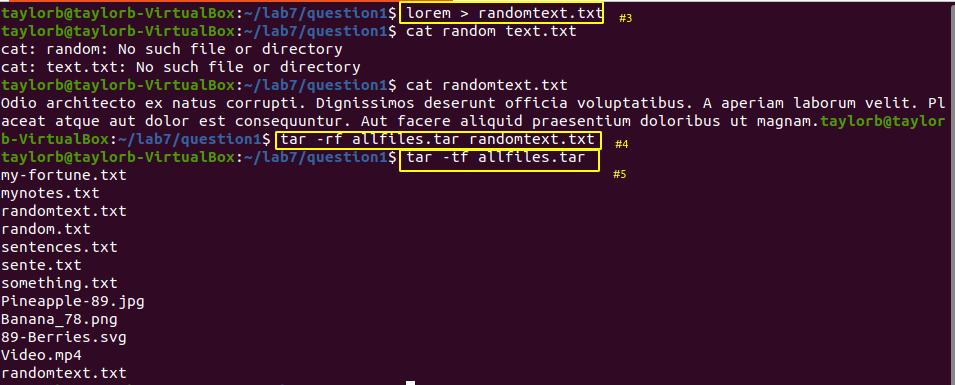 taylorb@taylorb-VirtualBox:~/lab7/question1$ lorem > randomtext.txt #3
taylorb@taylorb-VirtualBox:~/lab7/question1$ cat random text.txt
cat: random: No such file or directory
cat: text.txt: No such file or directory
taylorb@taylorb-VirtualBox:~/lab7/question1$ cat randomtext.txt
Odio architecto ex natus corrupti. Dignissimos deserunt officia voluptatibus. A aperiam laborum velit. Pl
aceat atque aut dolor est consequuntur. Aut facere aliquid praesentium doloribus ut magnam.taylorb@taylor
b-VirtualBox:~/lab7/question1$ tar -rf allfiles.tar randomtext.txt #4
taylorb@taylorb-VirtualBox:~/lab7/question1$ tar -tf allfiles.tar #5
my-fortune.txt
mynotes.txt
randomtext.txt
random.txt
sentences.txt
sente.txt
something.txt
Pineapple-89.jpg
Banana_78.png
89-Berries.svg
Video.mp4
randomtext.txt